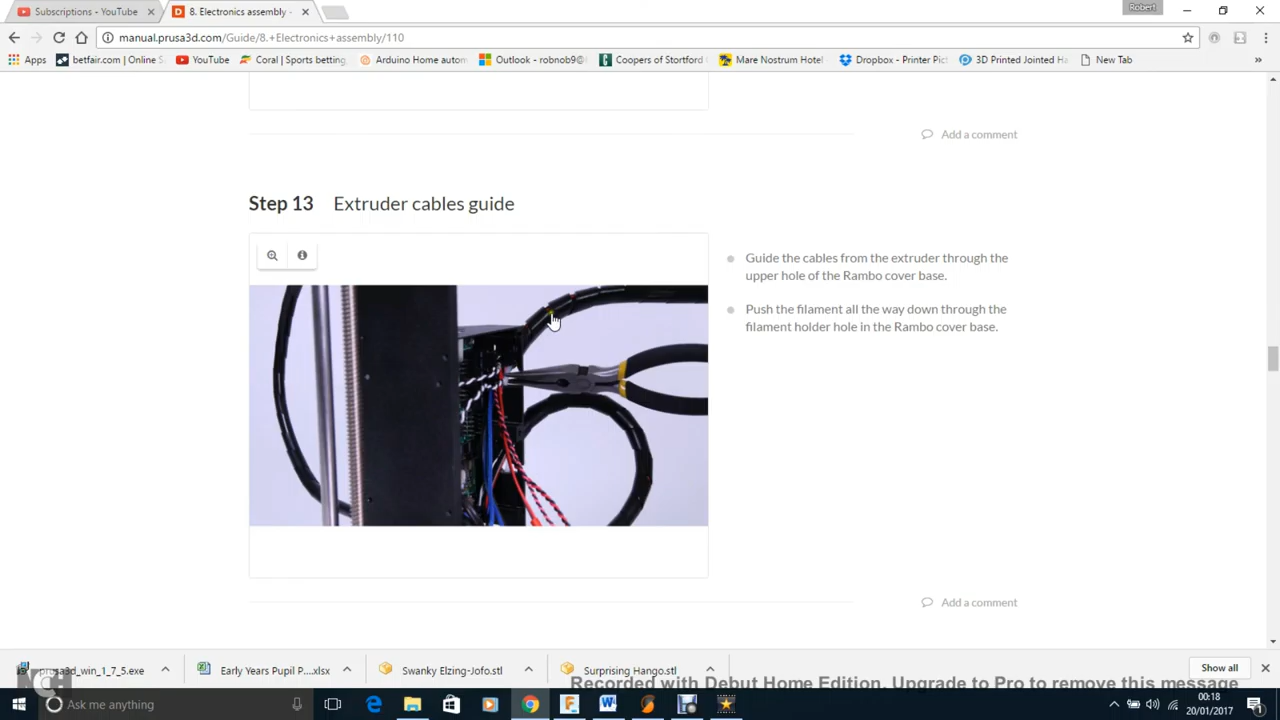 Subscriptions - YouTube
8. Electronics assembly -
Robert
manual.prusa3d.com/Guide/8.+Electronics+assembly/110
Apps
betfair.com | Online S
YouTube
Coral | Sports betting,
Arduino Home autom
Outlook - robnob9@
Coopers of Stortford
Mare Nostrum Hotel
Dropbox - Printer Pict
3D Printed Jointed Ha
New Tab
Add a comment
Step 13 Extruder cables guide
Guide the cables from the extruder through the
upper hole of the Rambo cover base.
Push the filament all the way down through the
filament holder hole in the Rambo cover base.
Add a comment
prusa3d_win_1_7_5.exe
Early Years Pupil P....xlsx
Swanky Elzing-Jofo.stl
Surprising Hango.stl
Show all
Recorded with Debut Home Edition. Upgrade to Pro to remove this message
Ask me anything
00:18
20/01/2017